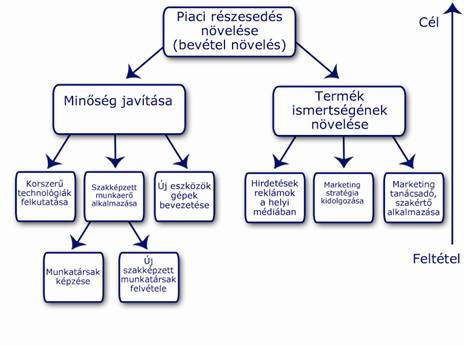 Piaci részesedés
növelése
(bevétel növelés)
Cél
Minőség javítása
Termék
ismertségének
növelése
Korszerű
technológiák
felkutatása
Szakképzett
munkaerő
alkalmazása
Új eszközök
gépek
bevezetése
Hirdetések
reklámok
a helyi
médiában
Marketing
stratégia
kidolgozása
Marketing
tanácsadó,
szakértő
alkalmazása
Feltétel
Munkatársak
képzése
Új
szakképzett
munkatársak
felvétele